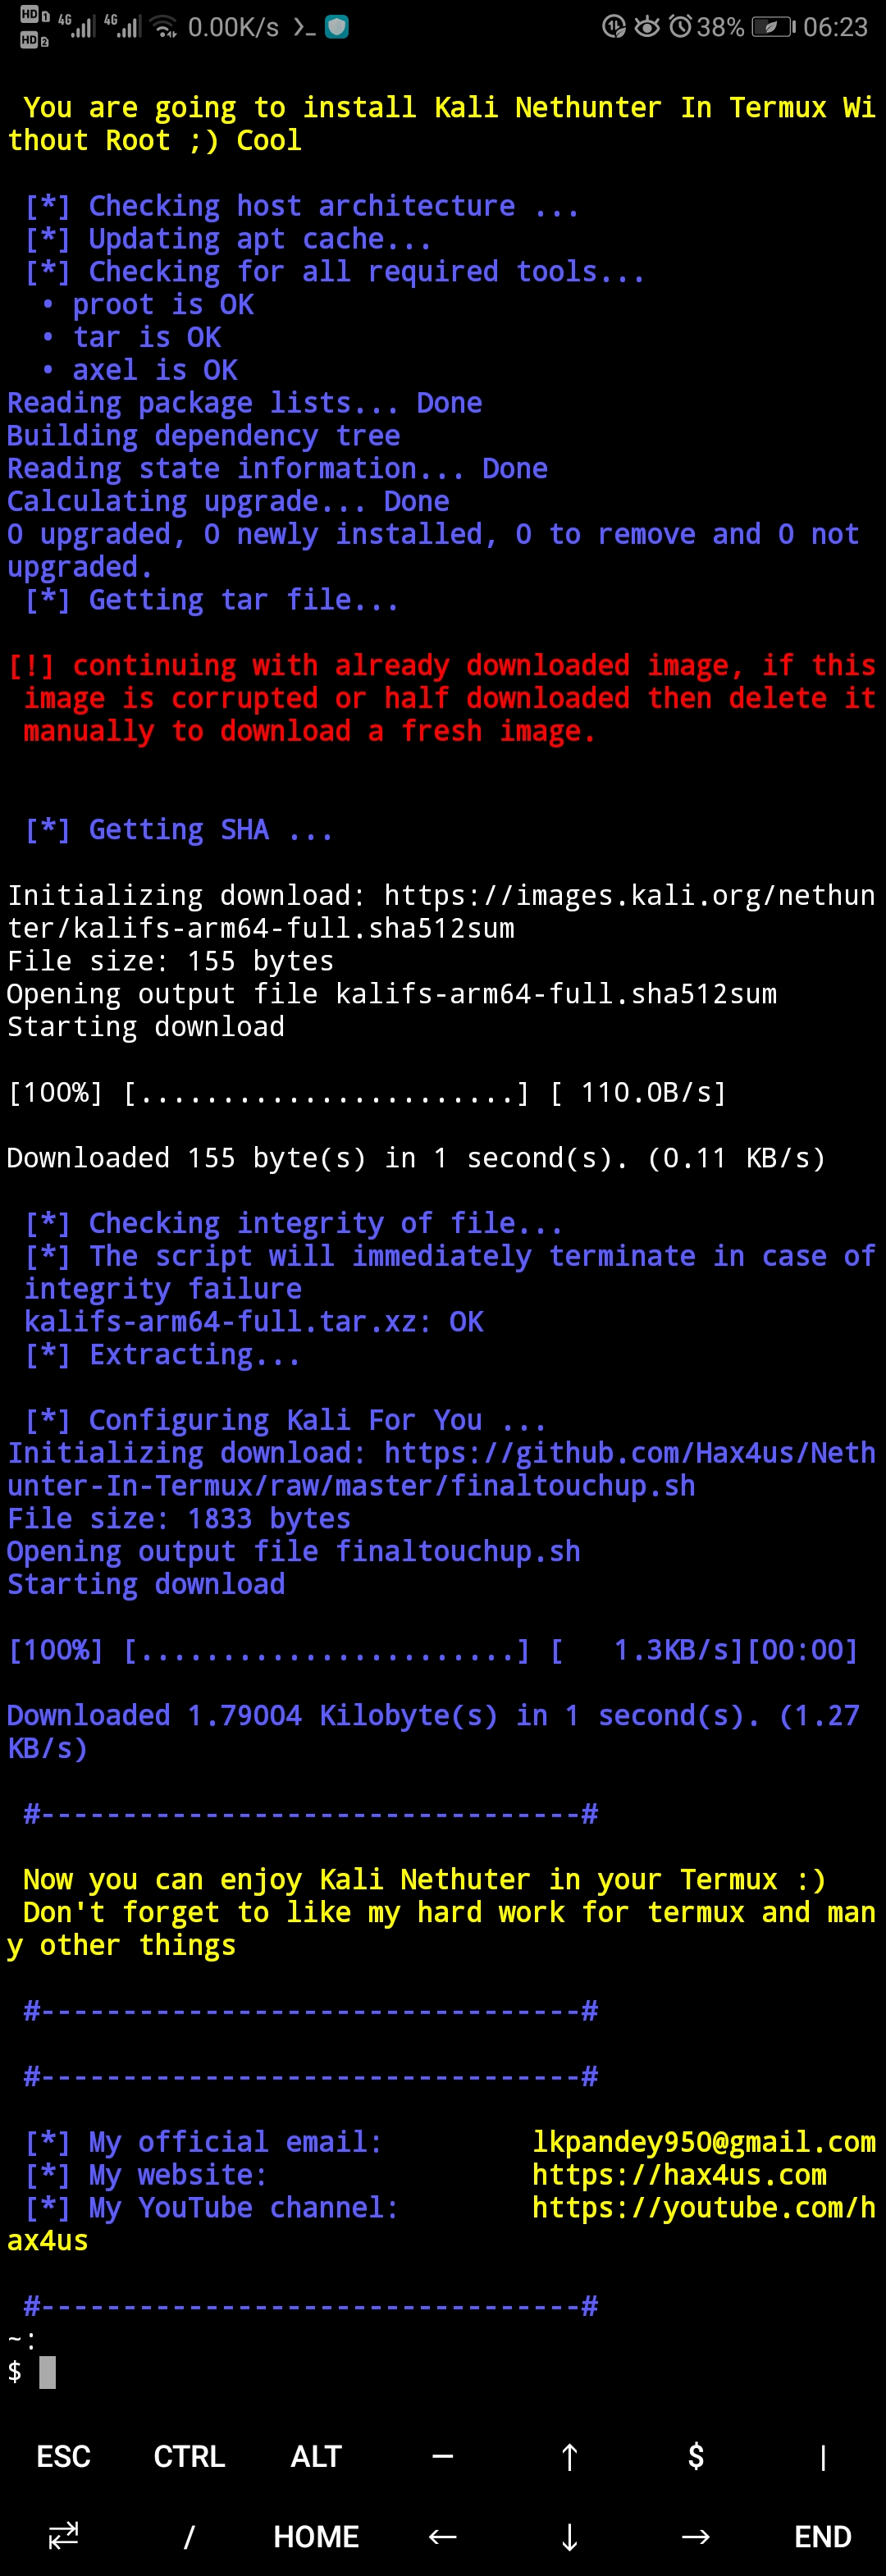 HD 1 4G 4G 0.00K/s >_ 38% 06:23
HD 2
You are going to install Kali Nethunter In Termux Wi
thout Root ;) Cool
[*] Checking host architecture ...
[*] Updating apt cache...
[*] Checking for all required tools...
• proot is OK
• tar is OK
• axel is OK
Reading package lists... Done
Building dependency tree
Reading state information... Done
Calculating upgrade... Done
0 upgraded, 0 newly installed, 0 to remove and 0 not
upgraded.
[*] Getting tar file...
[!] continuing with already downloaded image, if this
image is corrupted or half downloaded then delete it
manually to download a fresh image.
[*] Getting SHA ...
Initializing download: https://images.kali.org/nethun
ter/kalifs-arm64-full.sha512sum
File size: 155 bytes
Opening output file kalifs-arm64-full.sha512sum
Starting download
[100%] [.......................] [ 110.0B/s]
Downloaded 155 byte(s) in 1 second(s). (0.11 KB/s)
[*] Checking integrity of file...
[*] The script will immediately terminate in case of
integrity failure
kalifs-arm64-full.tar.xz: OK
[*] Extracting...
[*] Configuring Kali For You ...
Initializing download: https://github.com/Hax4us/Neth
unter-In-Termux/raw/master/finaltouchup.sh
File size: 1833 bytes
Opening output file finaltouchup.sh
Starting download
[100%] [.......................] [   1.3KB/s][00:00]
Downloaded 1.79004 Kilobyte(s) in 1 second(s). (1.27
KB/s)
#---------------------------------#
Now you can enjoy Kali Nethuter in your Termux :)
Don't forget to like my hard work for termux and man
y other things
#---------------------------------#
#---------------------------------#
[*] My official email: lkpandey950@gmail.com
[*] My website: https://hax4us.com
[*] My YouTube channel: https://youtube.com/h
ax4us
#---------------------------------#
~:
$
ESC CTRL ALT — ↑ $ |
/ HOME ← ↓ → END